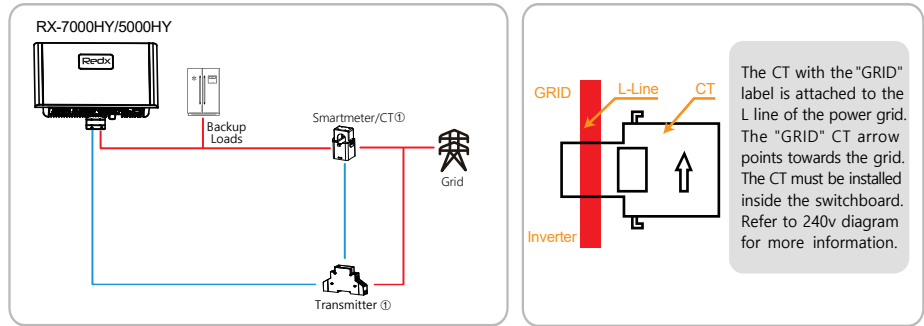 RX-7000HY/5000HY
Redx
Backup
Loads
Smartmeter/CT①
Grid
Transmitter ①
GRID
L-Line
CT
Inverter
The CT with the "GRID"
label is attached to the
L line of the power grid.
The "GRID" CT arrow
points towards the grid.
The CT must be installed
inside the switchboard.
Refer to 240v diagram
for more information.